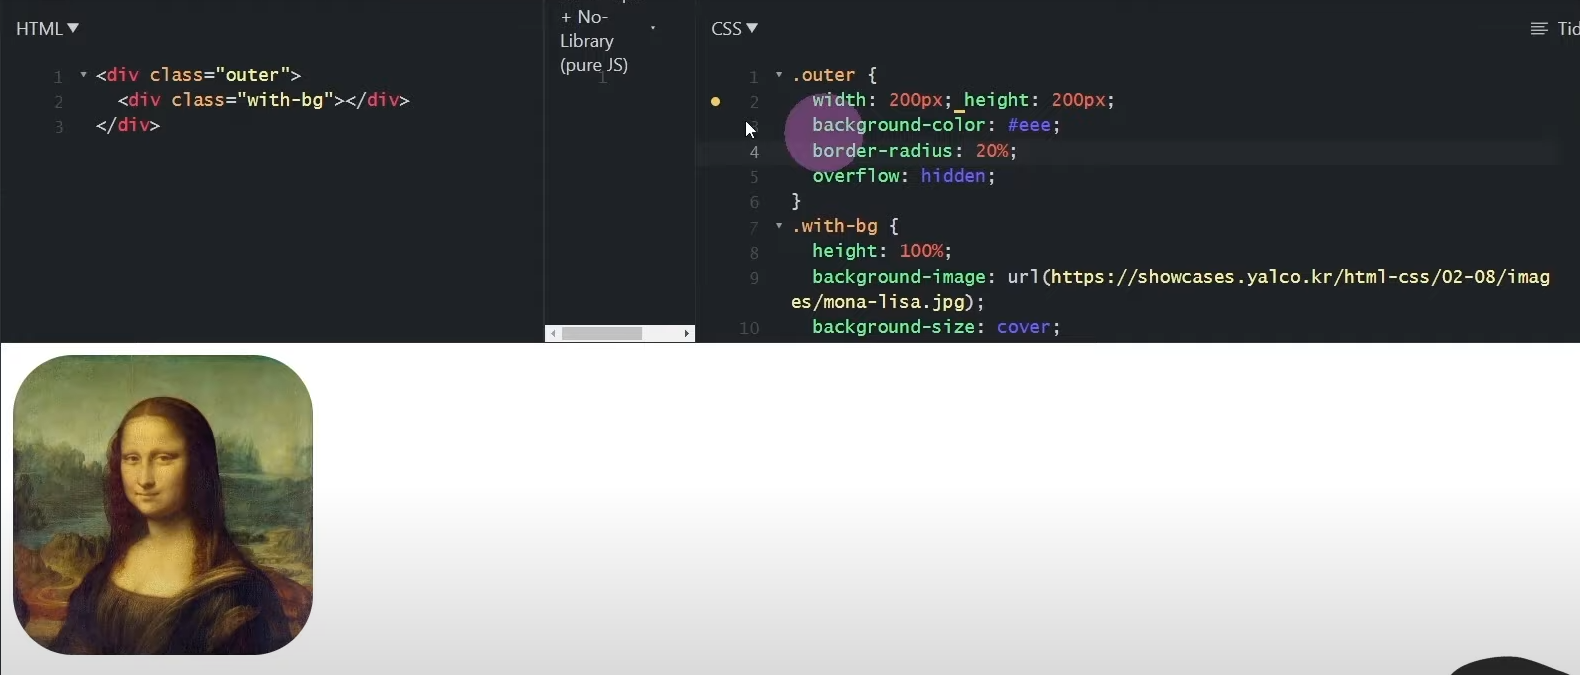 HTML▼
1 ▾ <div class="outer">
2 <div class="with-bg"></div>
3 </div>
+ No-
Library
(pure JS)
1
CSS▼
Tid
1 ▾ .outer {
2 width: 200px; height: 200px;
3 background-color: #eee;
4 border-radius: 20%;
5 overflow: hidden;
6 }
7 ▾ .with-bg {
8 height: 100%;
9 background-image: url(https://showcases.yalco.kr/html-css/02-08/imag
es/mona-lisa.jpg);
10 background-size: cover;